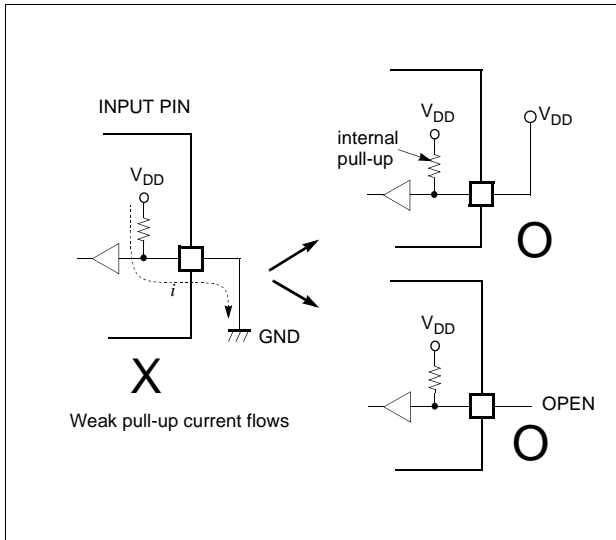 INPUT PIN
VDD
i
GND
X
Weak pull-up current flows
VDD
internal
pull-up
VDD
O
VDD
OPEN
O